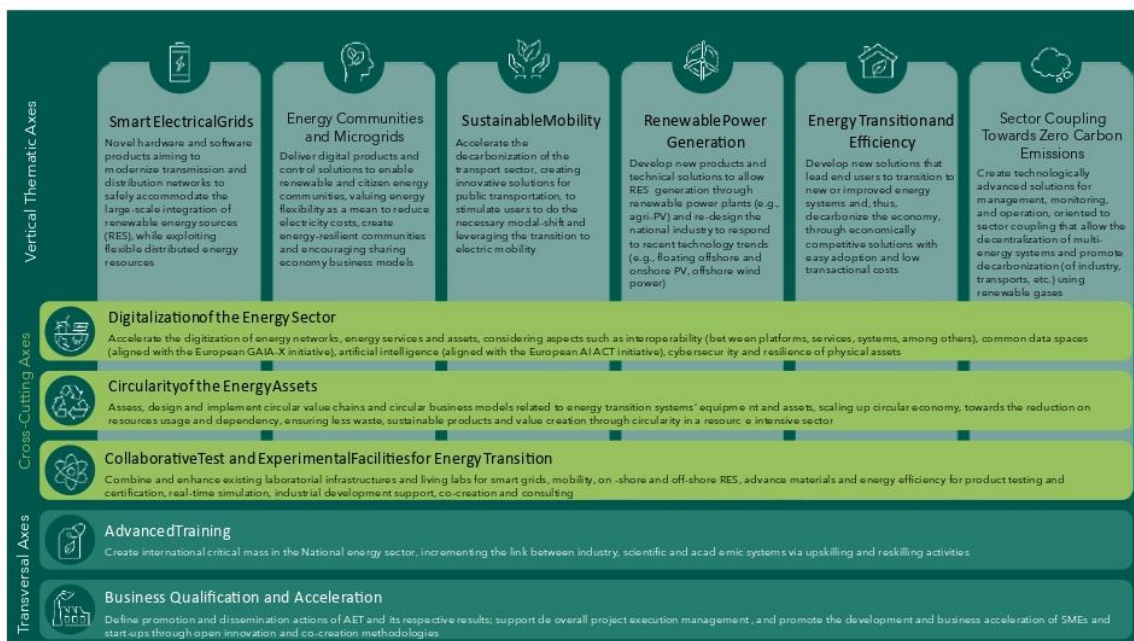 Vertical Thematic Axes
Smart Electrical Grids
Novel hardware and software
products aiming to
modernize transmission and
distribution networks to
safely accommodate the
large-scale integration of
renewable energy sources
(RES), while exploiting
flexible distributed energy
resources
Energy Communities
and Microgrids
Deliver digital products and
control solutions to enable
renewable and citizen energy
communities, valuing energy
flexibility as a mean to reduce
electricity costs, create
energy-resilient communities
and encouraging sharing
economy business models
Sustainable Mobility
Accelerate the
decarbonization of the
transport sector, creating
innovative solutions for
public transportation, to
stimulate users to do the
necessary modal-shift and
leveraging the transition to
electric mobility
Renewable Power
Generation
Develop new products and
technical solutions to allow
RES generation through
renewable power plants (e.g.,
agri-PV) and re-design the
national industry to respond
to recent technology trends
(e.g., floating offshore and
onshore PV, offshore wind
power)
Energy Transition and
Efficiency
Develop new solutions that
lead end users to transition to
new or improved energy
systems and, thus,
decarbonize the economy,
through economically
competitive solutions with
easy adoption and low
transactional costs
Sector Coupling
Towards Zero Carbon
Emissions
Create technologically
advanced solutions for
management, monitoring,
and operation, oriented to
sector coupling that allow the
decentralization of multi-
energy systems and promote
decarbonization (of industry,
transports, etc.) using
renewable gases
Cross-Cutting Axes
Digitalization of the Energy Sector
Accelerate the digitization of energy networks, energy services and assets, considering aspects such as interoperability (between platforms, services, systems, among others), common data spaces
(aligned with the European GAIA-X initiative), artificial intelligence (aligned with the European AI ACT initiative), cybersecurity and resilience of physical assets
Circularity of the Energy Assets
Assess, design and implement circular value chains and circular business models related to energy transition systems' equipment and assets, scaling up circular economy, towards the reduction on
resources usage and dependency, ensuring less waste, sustainable products and value creation through circularity in a resource intensive sector
Collaborative Test and Experimental Facilities for Energy Transition
Combine and enhance existing laboratorial infrastructures and living labs for smart grids, mobility, on-shore and off-shore RES, advance materials and energy efficiency for product testing and
certification, real-time simulation, industrial development support, co-creation and consulting
Transversal Axes
Advanced Training
Create international critical mass in the National energy sector, incrementing the link between industry, scientific and academic systems via upskilling and reskilling activities
Business Qualification and Acceleration
Define promotion and dissemination actions of AET and its respective results; support de overall project execution management, and promote the development and business acceleration of SMEs and
start-ups through open innovation and co-creation methodologies